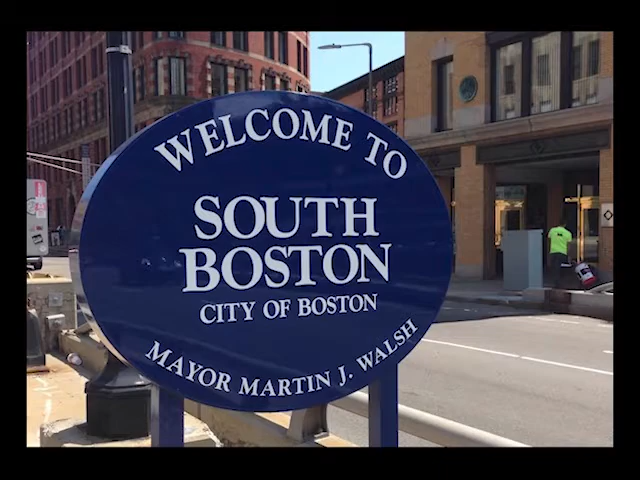 WELCOME TO
SOUTH
BOSTON
CITY OF BOSTON
MAYOR MARTIN J. WALSH